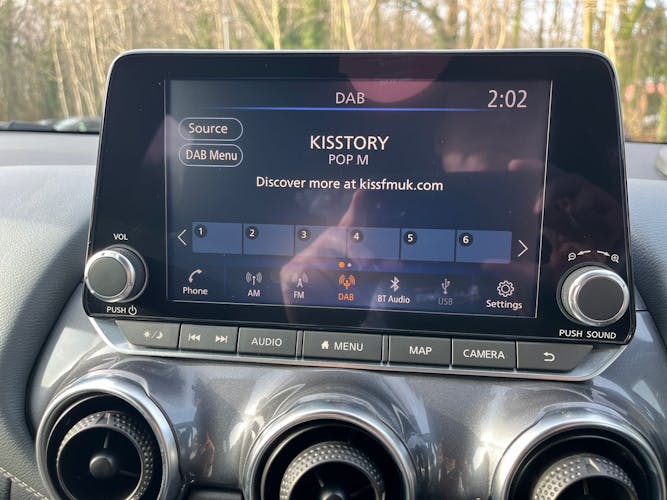 DAB
2:02
Source
KISSTORY
POP M
DAB Menu
Discover more at kissfmuk.com
1 2 3 4 5 6
VOL
PUSH
Phone
AM
FM
DAB
BT Audio
USB
Settings
PUSH SOUND
AUDIO
MENU
MAP
CAMERA